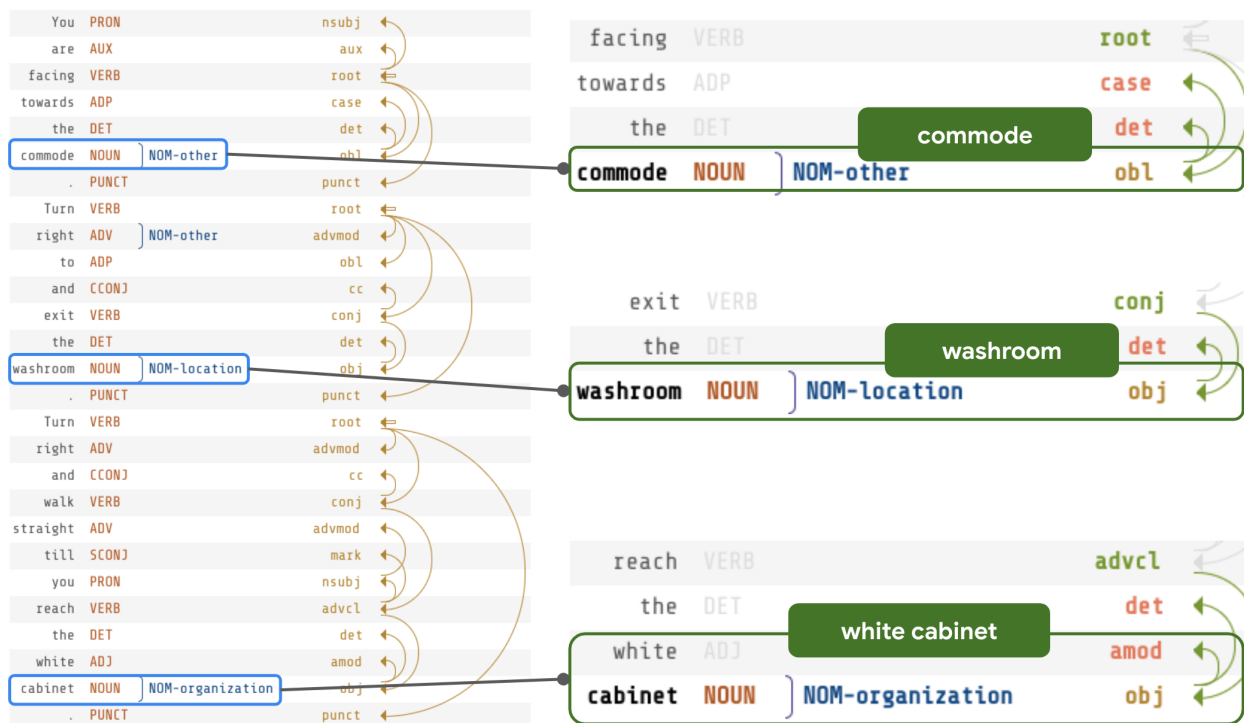 You PRON nsubj
are AUX aux
facing VERB root
towards ADP case
the DET det
commode NOUN NOM-other obl
. PUNCT punct
Turn VERB root
right ADV NOM-other advmod
to ADP obl
and CCONJ cc
exit VERB conj
the DET det
washroom NOUN NOM-location obj
. PUNCT punct
Turn VERB root
right ADV advmod
and CCONJ cc
walk VERB conj
straight ADV advmod
till SCONJ mark
you PRON nsubj
reach VERB advcl
the DET det
white ADJ amod
cabinet NOUN NOM-organization obj
. PUNCT punct
facing VERB root
towards ADP case
commode
the DET det
commode NOUN NOM-other obl
exit VERB conj
washroom
the DET det
washroom NOUN NOM-location obj
reach VERB advcl
the DET det
white cabinet
white ADJ amod
cabinet NOUN NOM-organization obj